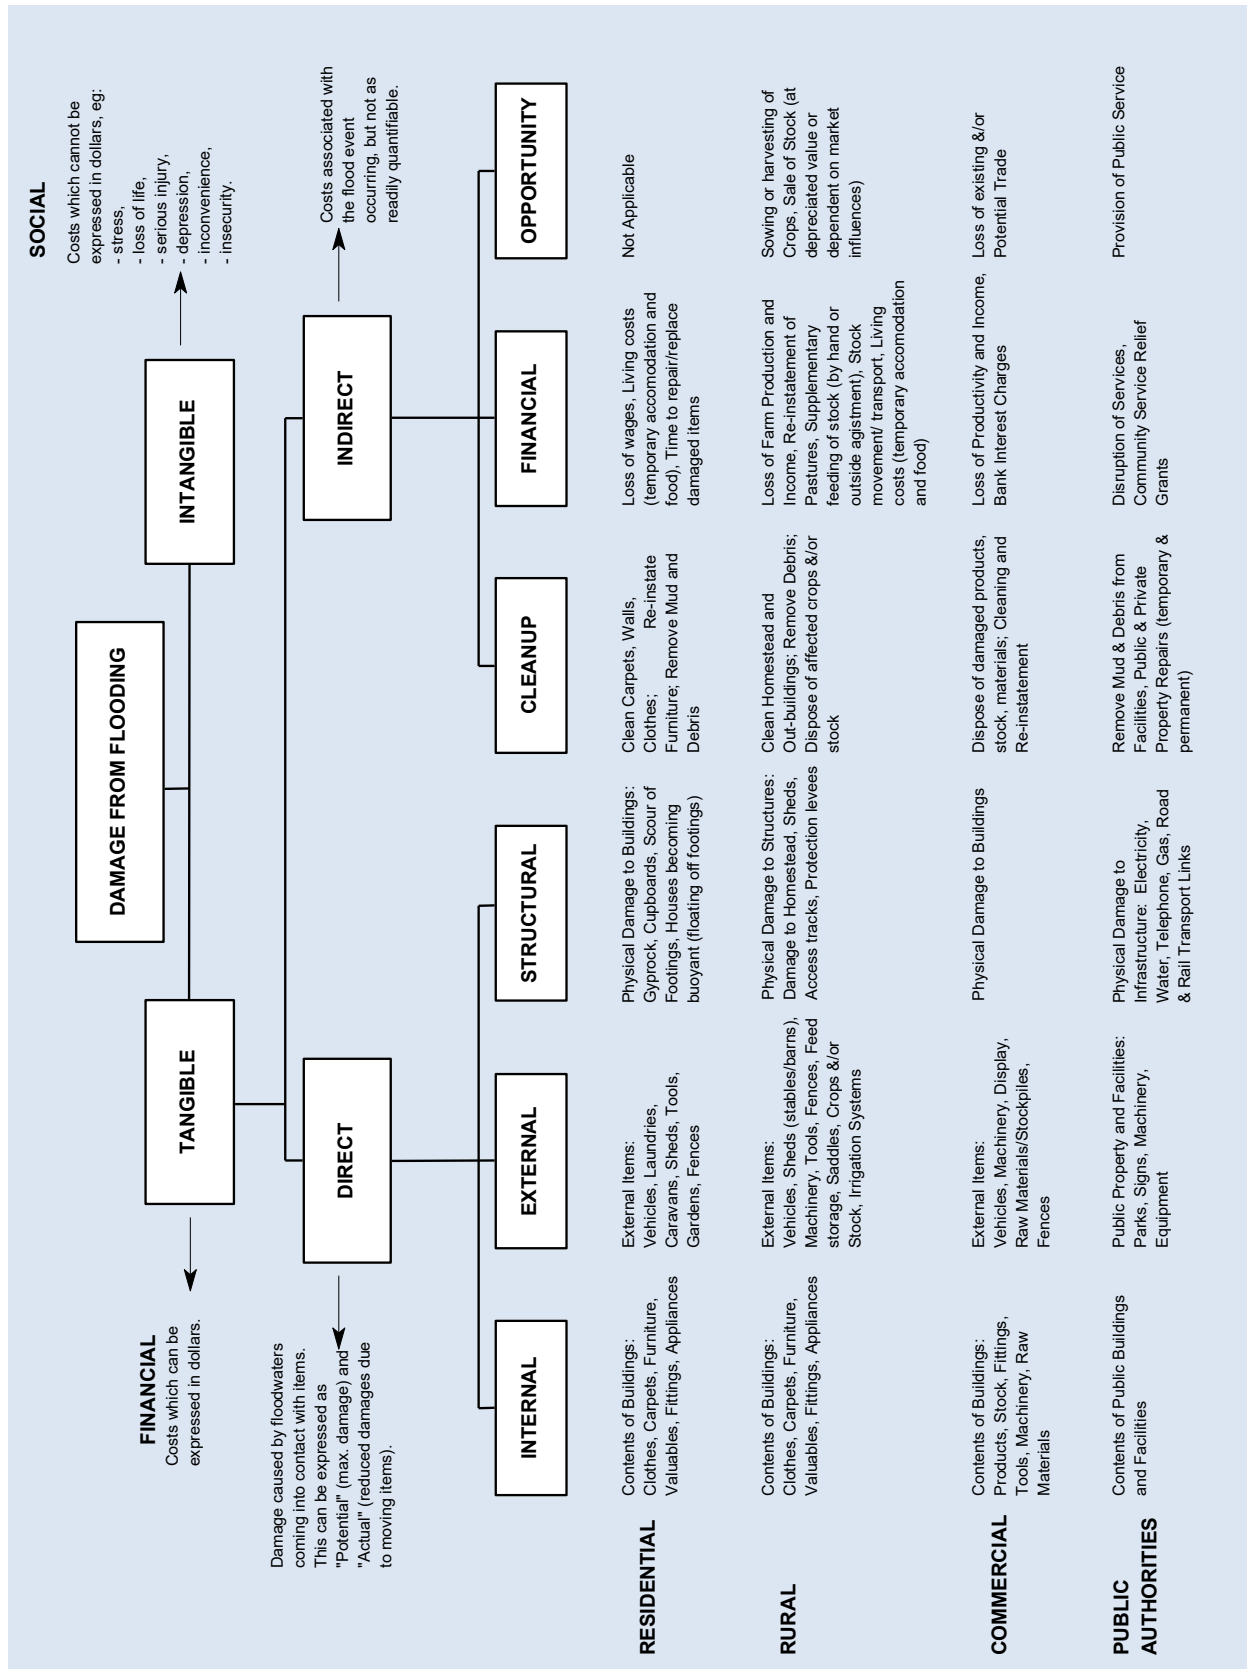 DAMAGE FROM FLOODING
SOCIAL
Costs which cannot be
expressed in dollars, eg:
- stress,
- loss of life,
- serious injury,
- depression,
- inconvenience,
- insecurity.
FINANCIAL
Costs which can be
expressed in dollars.
TANGIBLE
INTANGIBLE
Damage caused by floodwaters
coming into contact with items.
This can be expressed as
"Potential" (max. damage) and
"Actual" (reduced damages due
to moving items).
DIRECT
INDIRECT
Costs associated with
the flood event
occurring, but not as
readily quantifiable.
INTERNAL
EXTERNAL
STRUCTURAL
CLEANUP
FINANCIAL
OPPORTUNITY
RESIDENTIAL
Contents of Buildings:
Clothes, Carpets, Furniture,
Valuables, Fittings, Appliances
External Items:
Vehicles, Laundries,
Caravans, Sheds, Tools,
Gardens, Fences
Physical Damage to Buildings:
Gyprock, Cupboards, Scour of
Footings, Houses becoming
buoyant (floating off footings)
Clean Carpets, Walls,
Clothes; Re-instate
Furniture; Remove Mud and
Debris
Loss of wages, Living costs
(temporary accomodation and
food), Time to repair/replace
damaged items
Not Applicable
RURAL
Contents of Buildings:
Clothes, Carpets, Furniture,
Valuables, Fittings, Appliances
External Items:
Vehicles, Sheds (stables/barns),
Machinery, Tools, Fences, Feed
storage, Saddles, Crops &/or
Stock, Irrigation Systems
Physical Damage to Structures:
Damage to Homestead, Sheds,
Access tracks, Protection levees
Clean Homestead and
Out-buildings; Remove Debris;
Dispose of affected crops &/or
stock
Loss of Farm Production and
Income, Re-instatement of
Pastures, Supplementary
feeding of stock (by hand or
outside agistment), Stock
movement/ transport, Living
costs (temporary accomodation
and food)
Sowing or harvesting of
Crops, Sale of Stock (at
depreciated value or
dependent on market
influences)
COMMERCIAL
Contents of Buildings:
Products, Stock, Fittings,
Tools, Machinery, Raw
Materials
External Items:
Vehicles, Machinery, Display,
Raw Materials/Stockpiles,
Fences
Physical Damage to Buildings
Dispose of damaged products,
stock, materials; Cleaning and
Re-instatement
Loss of Productivity and Income,
Bank Interest Charges
Loss of existing &/or
Potential Trade
PUBLIC
AUTHORITIES
Contents of Public Buildings
and Facilities
Public Property and Facilities:
Parks, Signs, Machinery,
Equipment
Physical Damage to
Infrastructure: Electricity,
Water, Telephone, Gas, Road
& Rail Transport Links
Remove Mud & Debris from
Facilities, Public & Private
Property Repairs (temporary &
permanent)
Disruption of Services,
Community Service Relief
Grants
Provision of Public Service